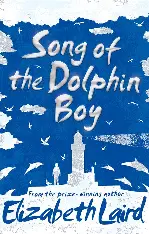 Song of
the Dolphin
Boy
From the prize-winning author
Elizabeth Laird